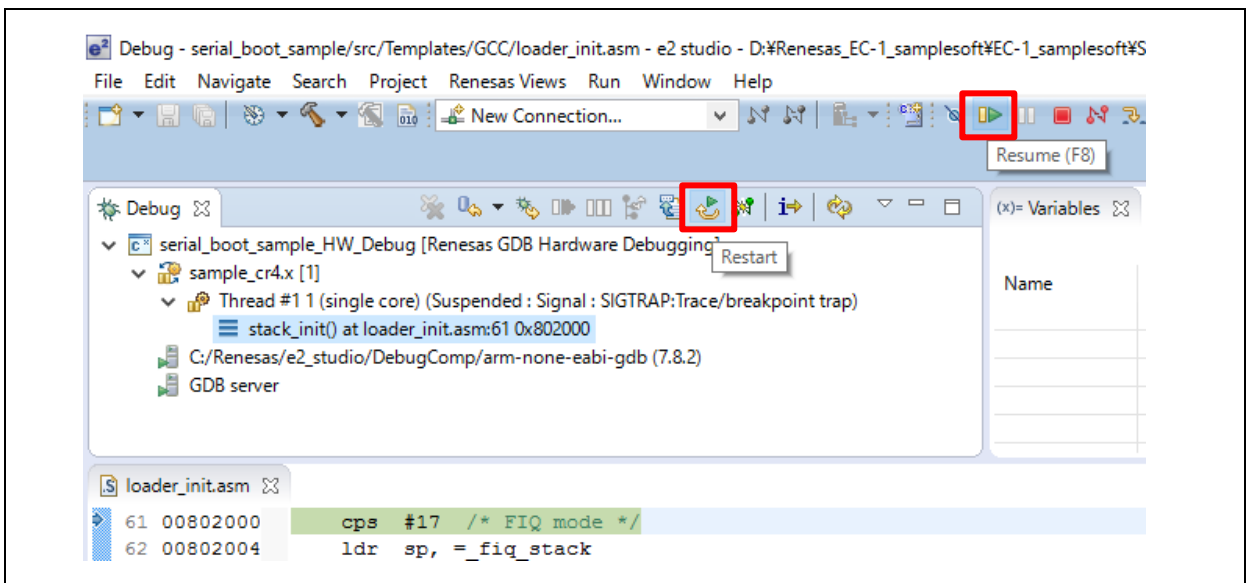 Debug - serial_boot_sample/src/Templates/GCC/loader_init.asm - e2 studio - D:¥Renesas_EC-1_samplesoft¥EC-1_samplesoft¥S
File Edit Navigate Search Project Renesas Views Run Window Help
New Connection...
Resume (F8)
Debug
(x)= Variables
serial_boot_sample_HW_Debug [Renesas GDB Hardware Debugging]
Restart
sample_cr4.x [1]
Name
Thread #1 1 (single core) (Suspended : Signal : SIGTRAP:Trace/breakpoint trap)
stack_init() at loader_init.asm:61 0x802000
C:/Renesas/e2_studio/DebugComp/arm-none-eabi-gdb (7.8.2)
GDB server
loader_init.asm
61 00802000 cps #17 /* FIQ mode */
62 00802004 ldr sp, =_fiq_stack